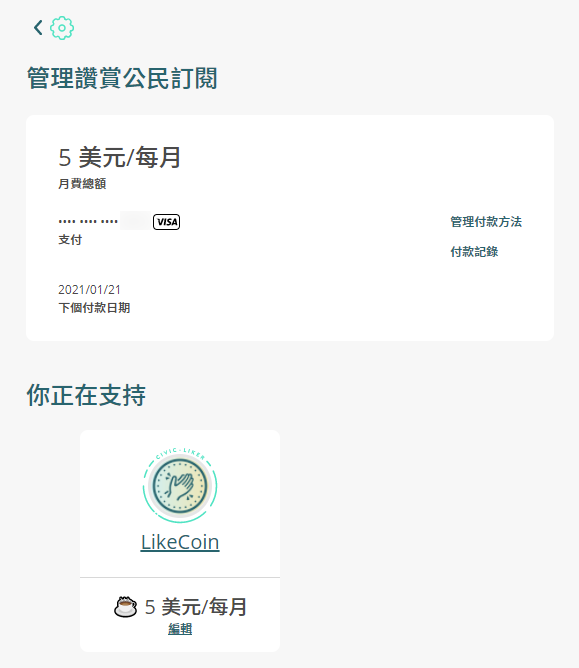 管理讚賞公民訂閱
5 美元/每月
月費總額
•••• •••• •••• VISA
支付
管理付款方法
付款記錄
2021/01/21
下個付款日期
你正在支持
CIVIC LIKER
LikeCoin
5 美元/每月
編輯